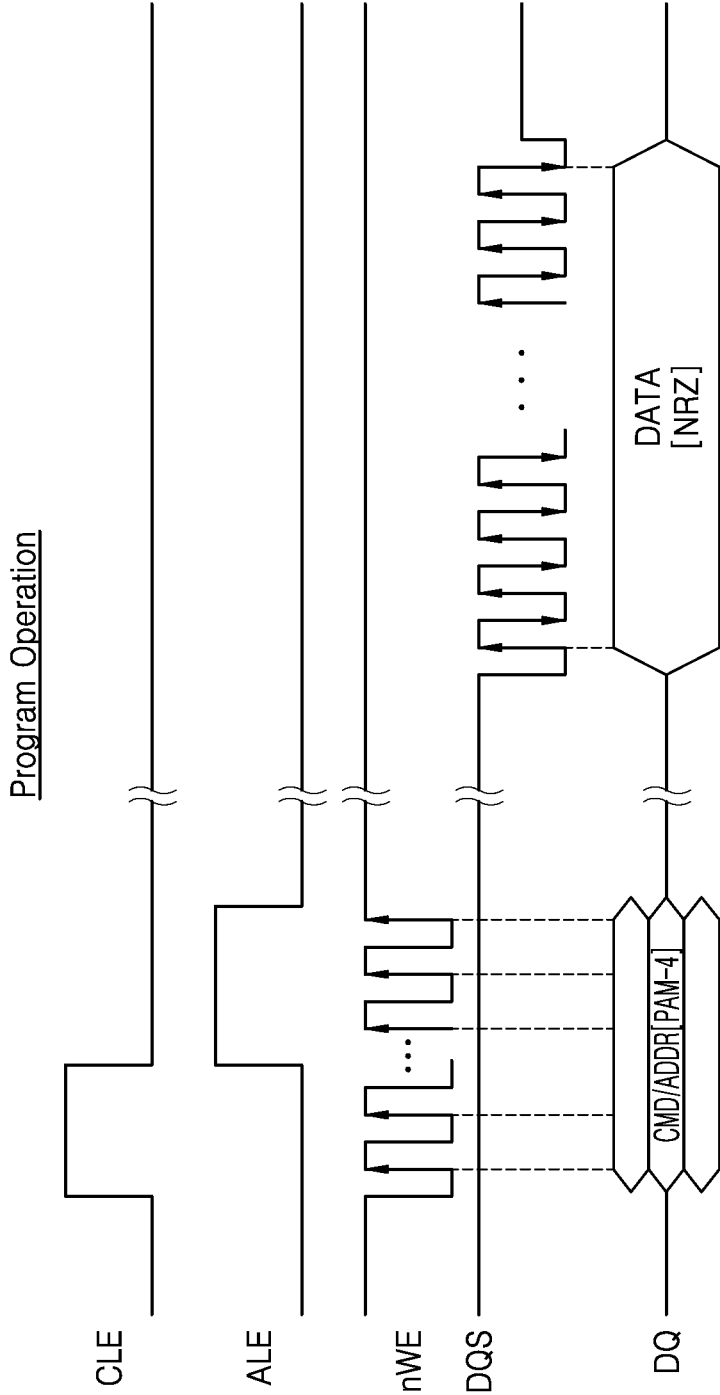 Program Operation
CLE
ALE
nWE
DQS
DQ
CMD/ADDR[PAM-4]
DATA
[NRZ]